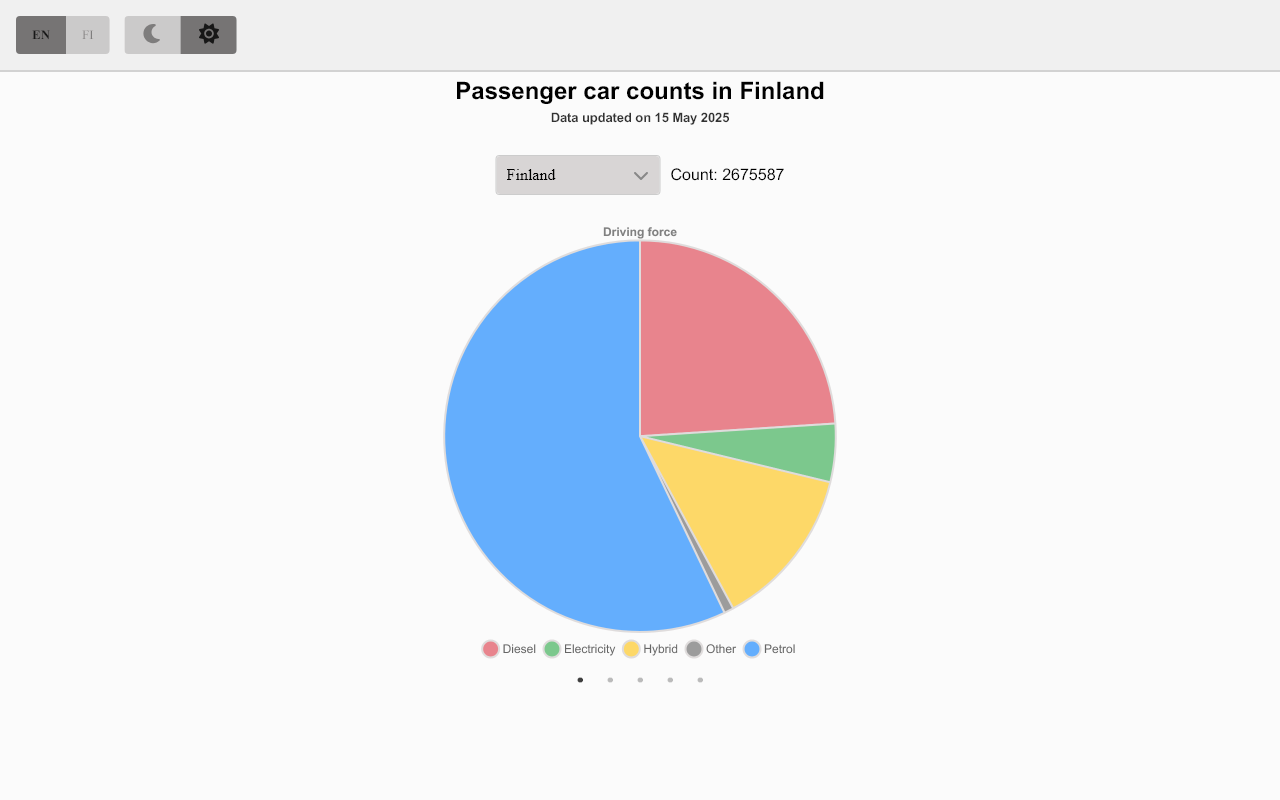 EN FI
Passenger car counts in Finland
Data updated on 15 May 2025
Finland Count: 2675587
Driving force
Diesel Electricity Hybrid Other Petrol